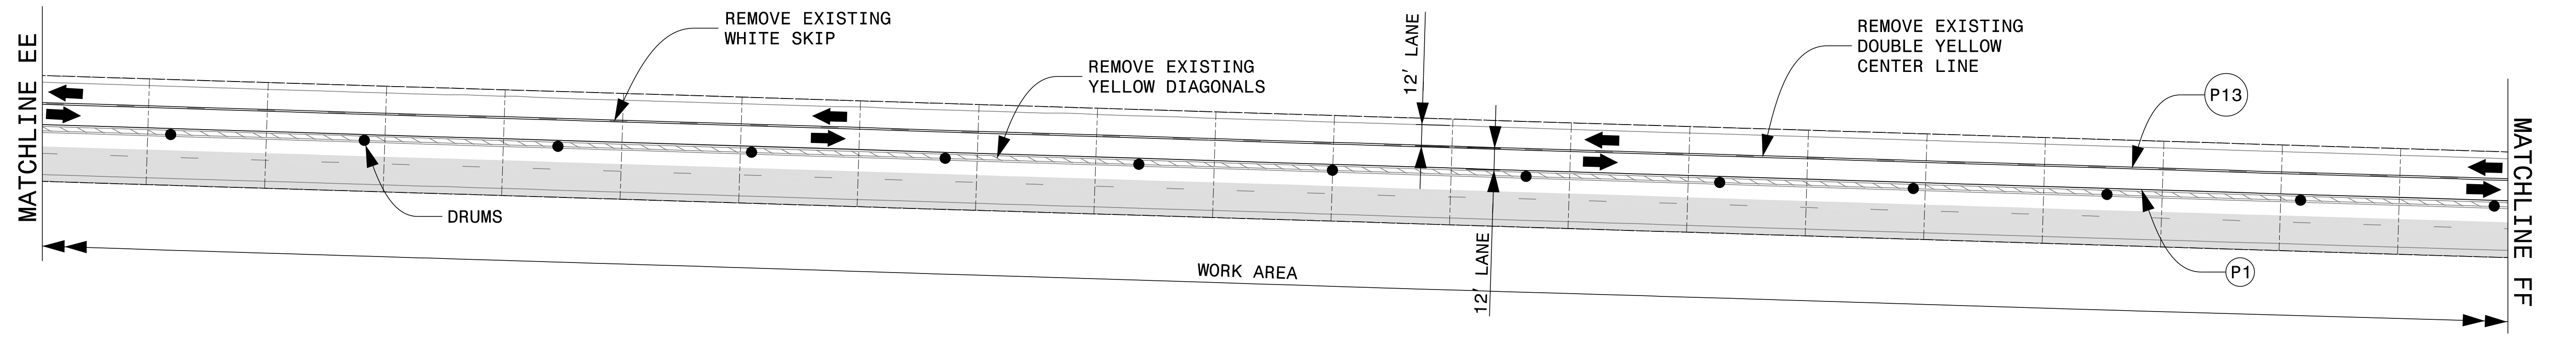 MATCHLINE EE
REMOVE EXISTING
WHITE SKIP
REMOVE EXISTING
YELLOW DIAGONALS
12' LANE
REMOVE EXISTING
DOUBLE YELLOW
CENTER LINE
P13
DRUMS
WORK AREA
12' LANE
P1
MATCHLINE FF